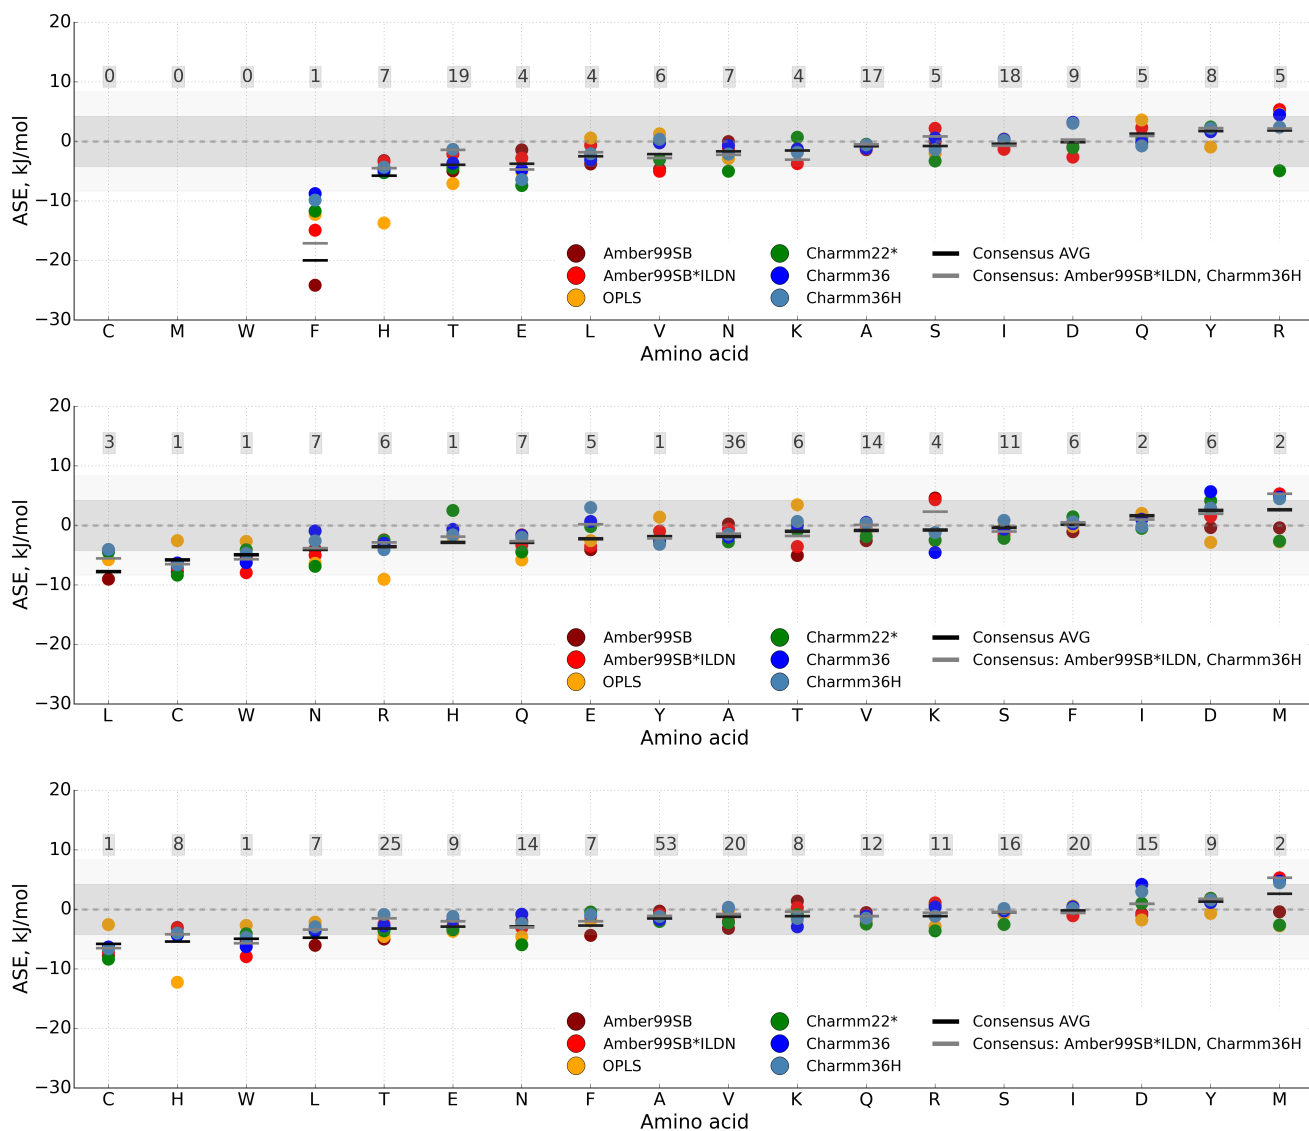 20
0 0 0 1 7 19 4 4 6 7 4 17 5 18 9 5 8 5
10
0
−10
−20
−30
ASE, kJ/mol
Amber99SB Charmm22* Consensus AVG
Amber99SB*ILDN Charmm36 Consensus: Amber99SB*ILDN, Charmm36H
OPLS Charmm36H
C M W F H T E L V N K A S I D Q Y R
Amino acid
20
3 1 1 7 6 1 7 5 1 36 6 14 4 11 6 2 6 2
10
0
−10
−20
−30
ASE, kJ/mol
Amber99SB Charmm22* Consensus AVG
Amber99SB*ILDN Charmm36 Consensus: Amber99SB*ILDN, Charmm36H
OPLS Charmm36H
L C W N R H Q E Y A T V K S F I D M
Amino acid
20
1 8 1 7 25 9 14 7 53 20 8 12 11 16 20 15 9 2
10
0
−10
−20
−30
ASE, kJ/mol
Amber99SB Charmm22* Consensus AVG
Amber99SB*ILDN Charmm36 Consensus: Amber99SB*ILDN, Charmm36H
OPLS Charmm36H
C H W L T E N F A V K Q R S I D Y M
Amino acid